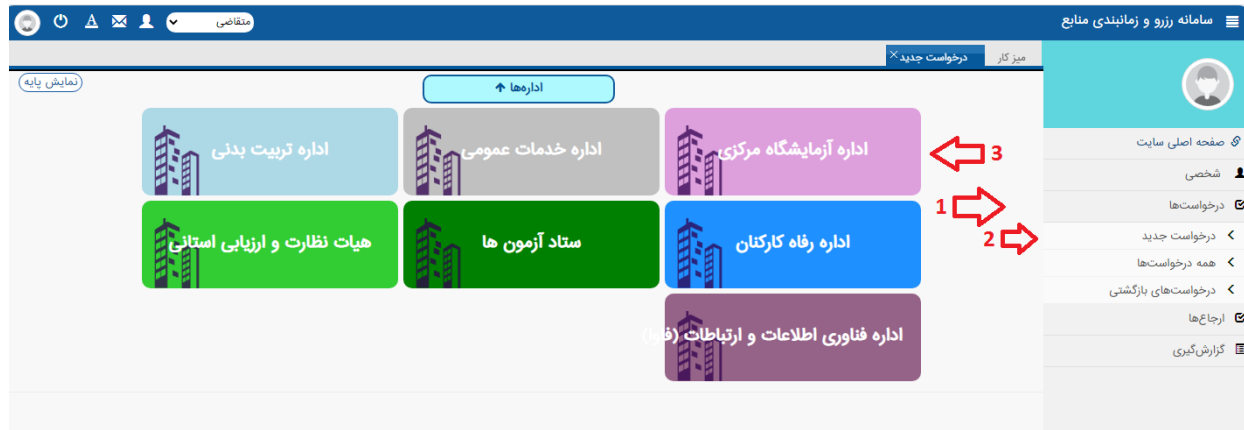 سامانه رزرو و زمانبندی منابع
متقاضی
A
میز کار
درخواست جدید ×
اداره‌ها
نمایش پایه
صفحه اصلی سایت
شخصی
درخواست‌ها
درخواست جدید
همه درخواست‌ها
درخواست‌های بازگشتی
ارجاع‌ها
گزارش‌گیری
اداره آزمایشگاه مرکزی
اداره خدمات عمومی
اداره تربیت بدنی
اداره رفاه کارکنان
ستاد آزمون ها
هیات نظارت و ارزیابی استانی
اداره فناوری اطلاعات و ارتباطات (فاوا)
3
1
2